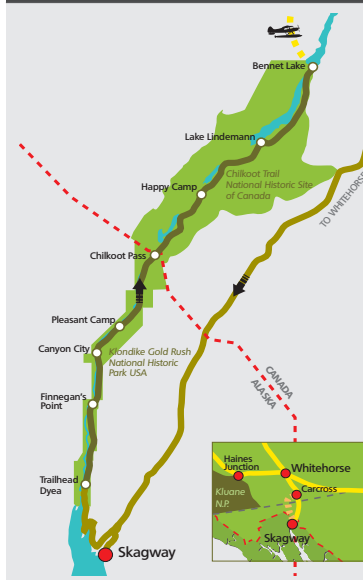 Bennet Lake
Lake Lindemann
Chilkoot Trail
National Historic Site
of Canada
Happy Camp
TO WHITEHORSE
Chilkoot Pass
Pleasant Camp
Canyon City
Klondike Gold Rush
National Historic
Park USA
CANADA
ALASKA
Finnegan's
Point
Trailhead
Dyea
Skagway
Haines
Junction
Whitehorse
Kluane
N.P.
Carcross
Skagway